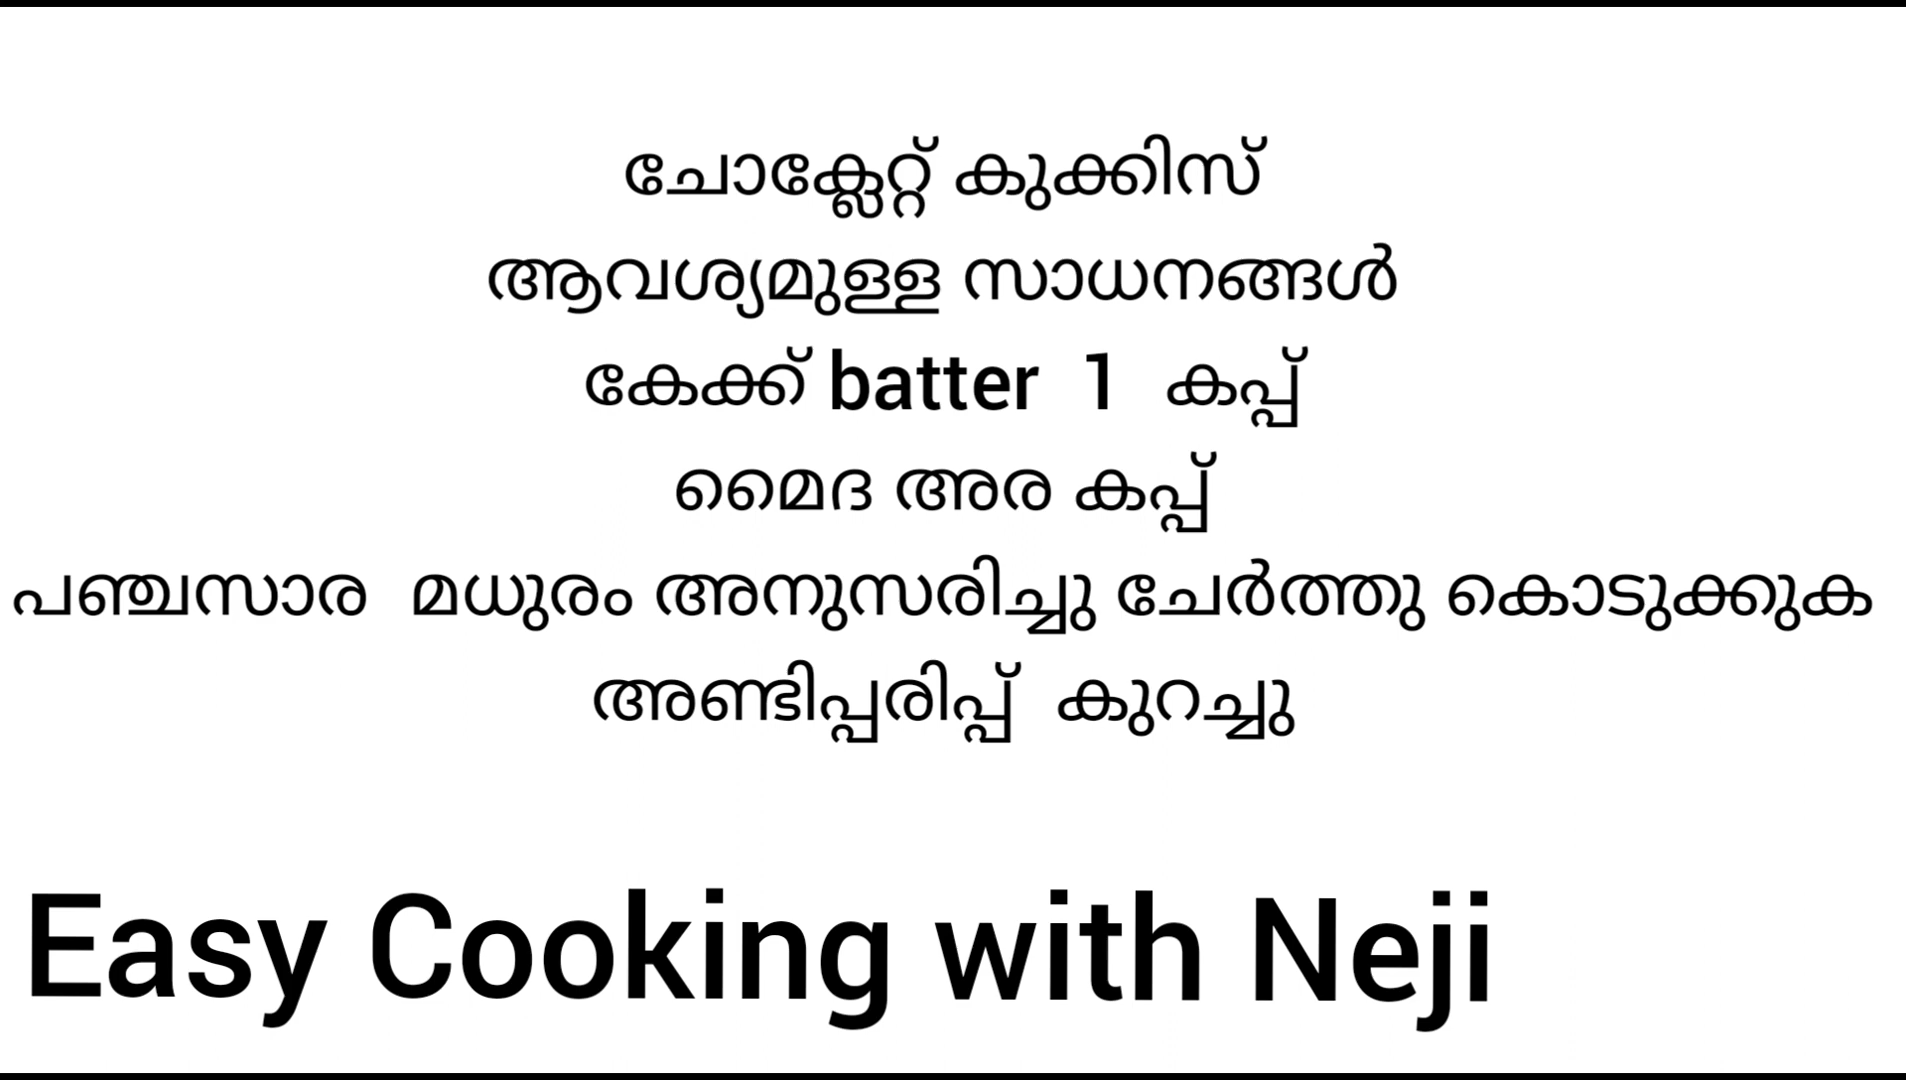 ചോക്ലേറ്റ് കുക്കിസ്
ആവശ്യമുള്ള സാധനങ്ങൾ
കേക്ക് batter 1 കപ്പ്
മൈദ അര കപ്പ്
പഞ്ചസാര മധുരം അനുസരിച്ചു ചേർത്തു കൊടുക്കുക
അണ്ടിപ്പരിപ്പ് കുറച്ചു
Easy Cooking with Neji